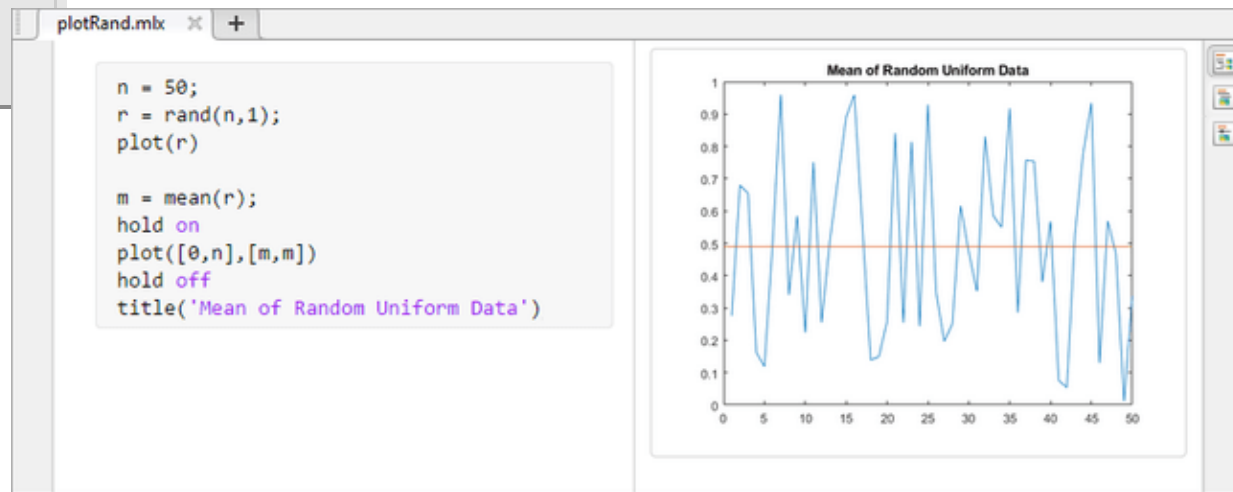 plotRand.mlx × +
n = 50;
r = rand(n,1);
plot(r)
m = mean(r);
hold on
plot([0,n],[m,m])
hold off
title('Mean of Random Uniform Data')
Mean of Random Uniform Data
1
0.9
0.8
0.7
0.6
0.5
0.4
0.3
0.2
0.1
0
0 5 10 15 20 25 30 35 40 45 50